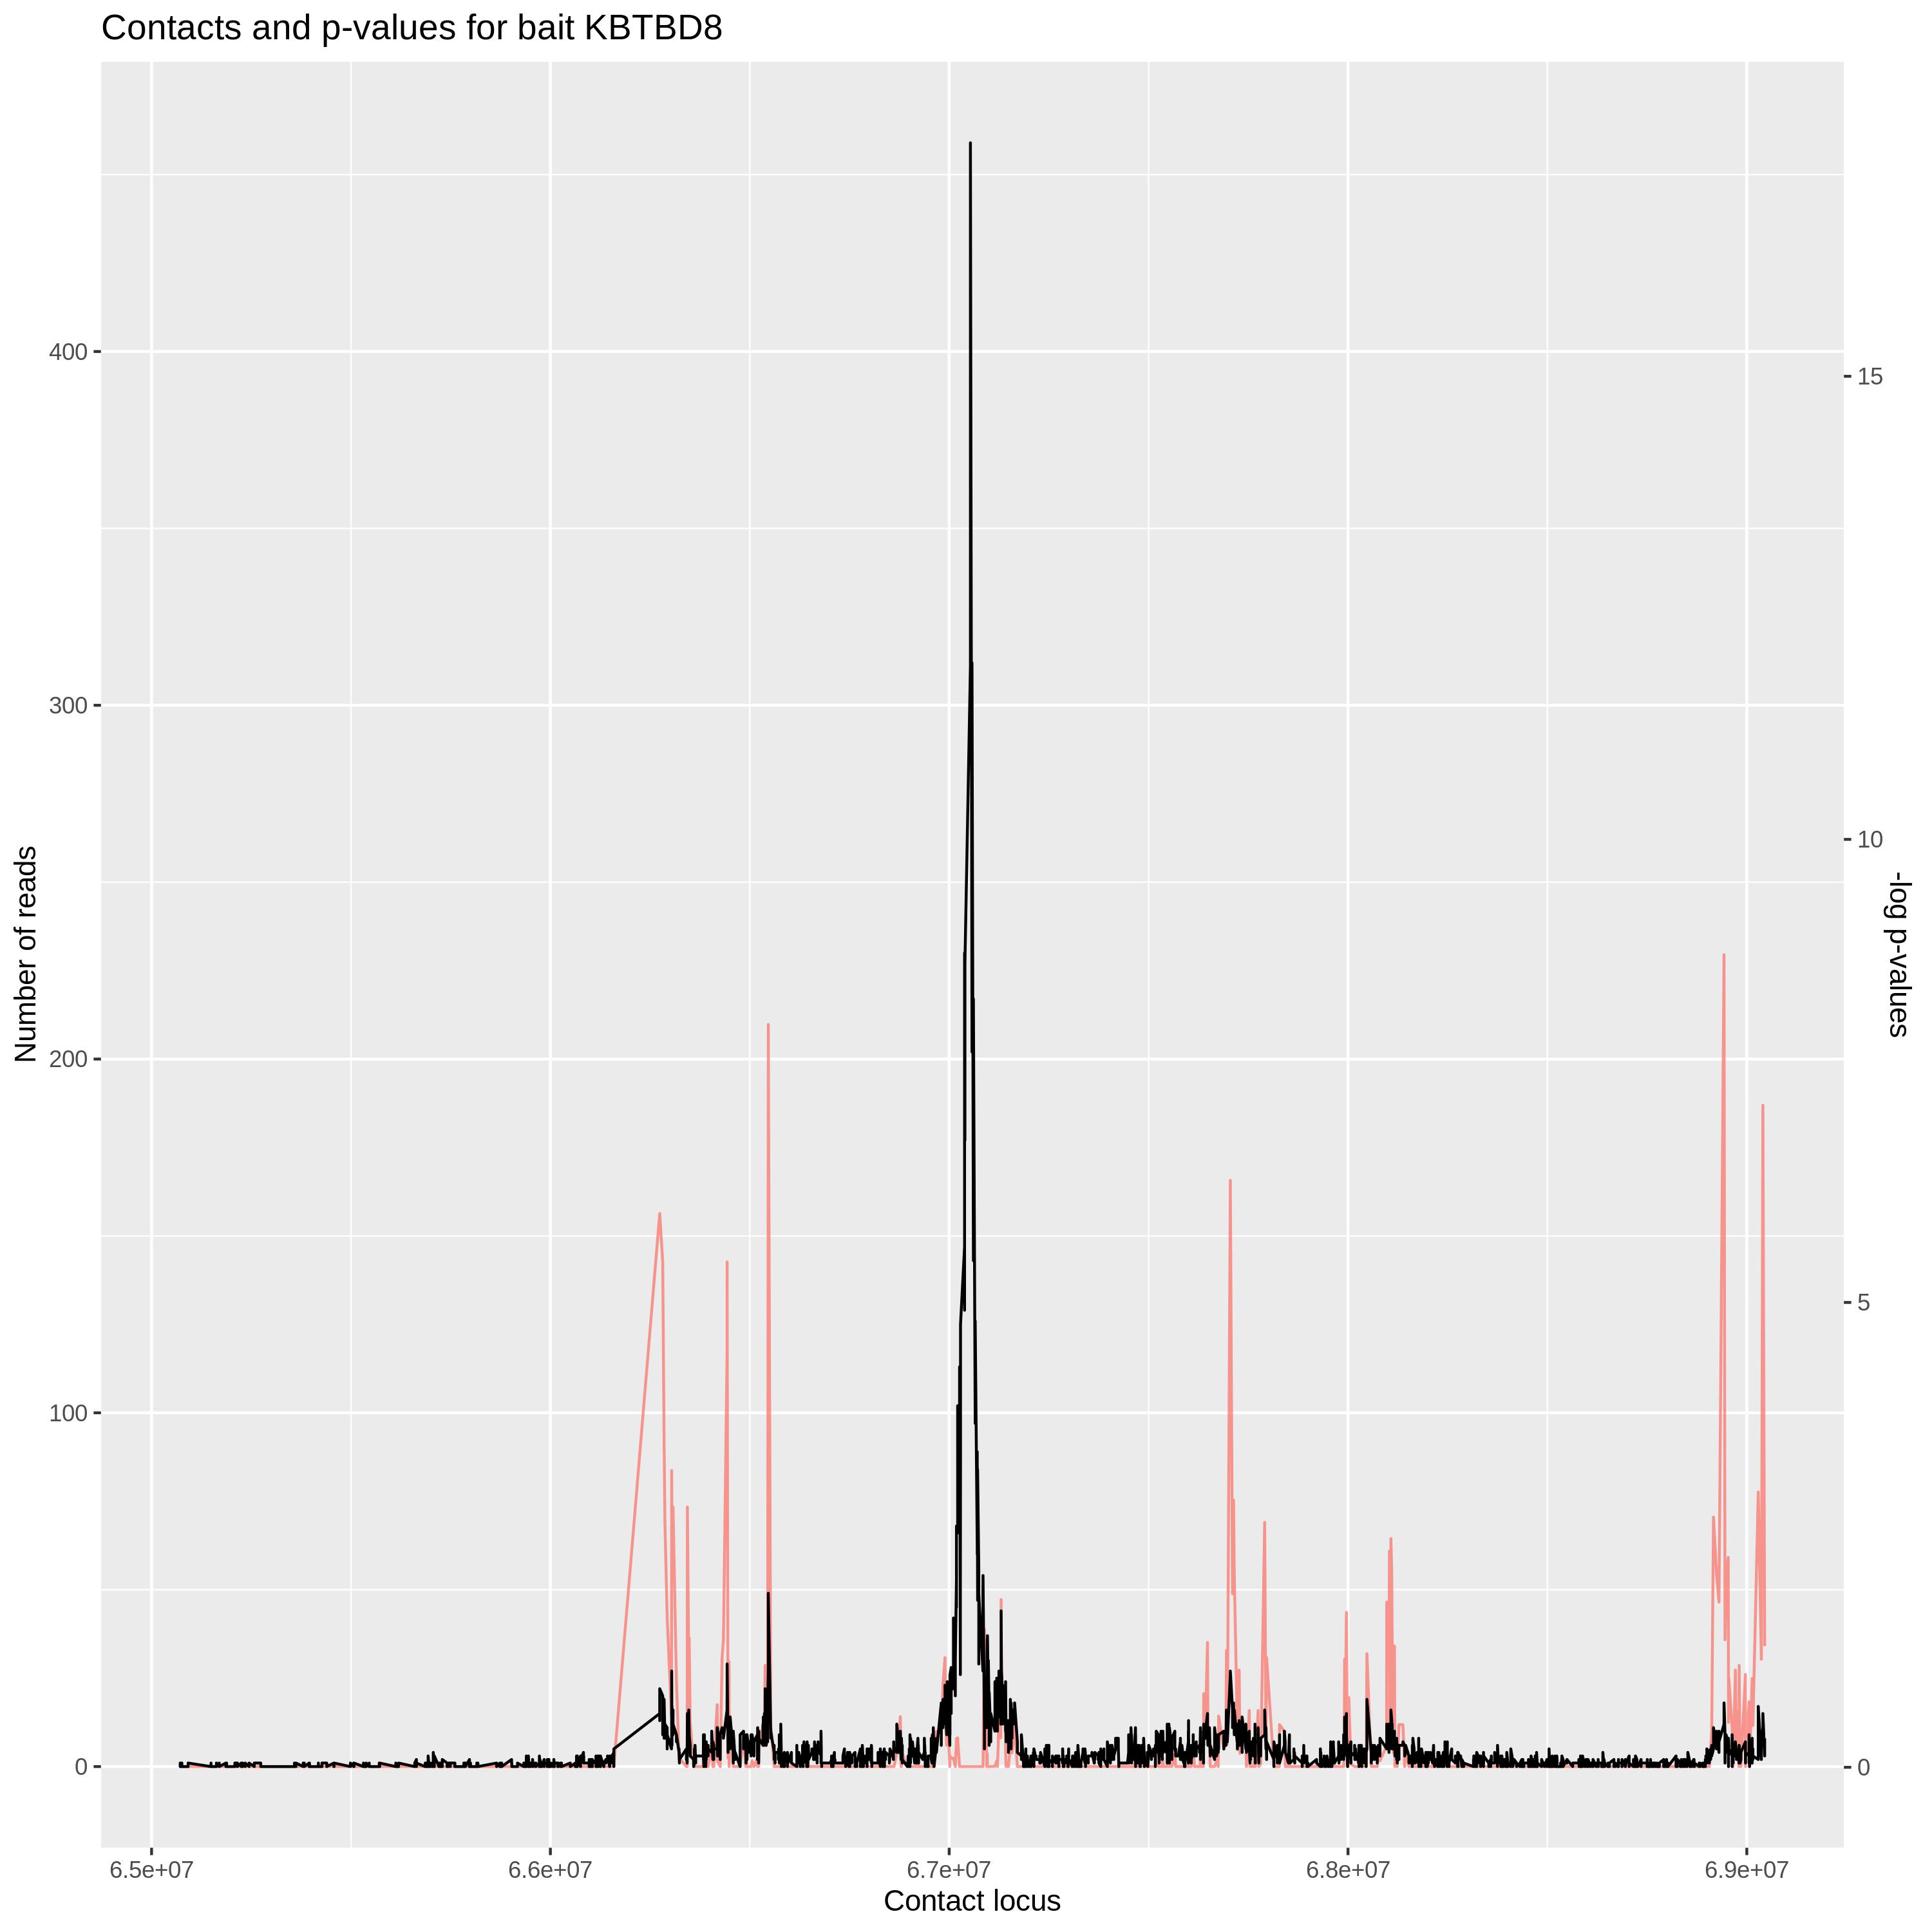 Contacts and p-values for bait KBTBD8
Number of reads
400
300
200
100
0
15
10
5
0
-log p-values
6.5e+07
6.6e+07
6.7e+07
6.8e+07
6.9e+07
Contact locus